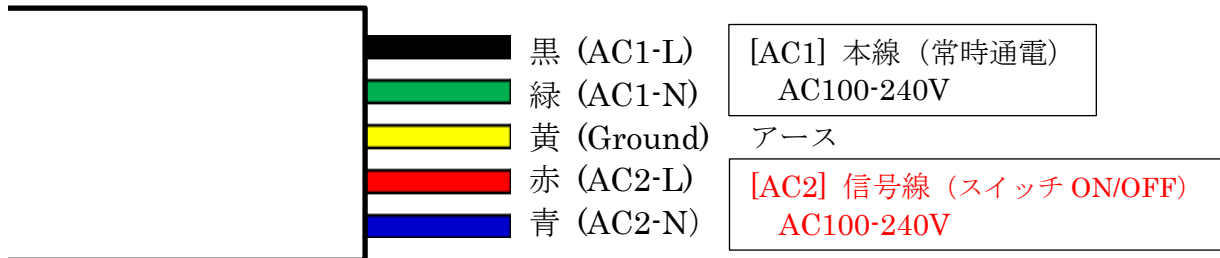 黒 (AC1-L)
緑 (AC1-N)
黄 (Ground)
赤 (AC2-L)
青 (AC2-N)
[AC1] 本線（常時通電）
AC100-240V
アース
[AC2] 信号線（スイッチ ON/OFF）
AC100-240V